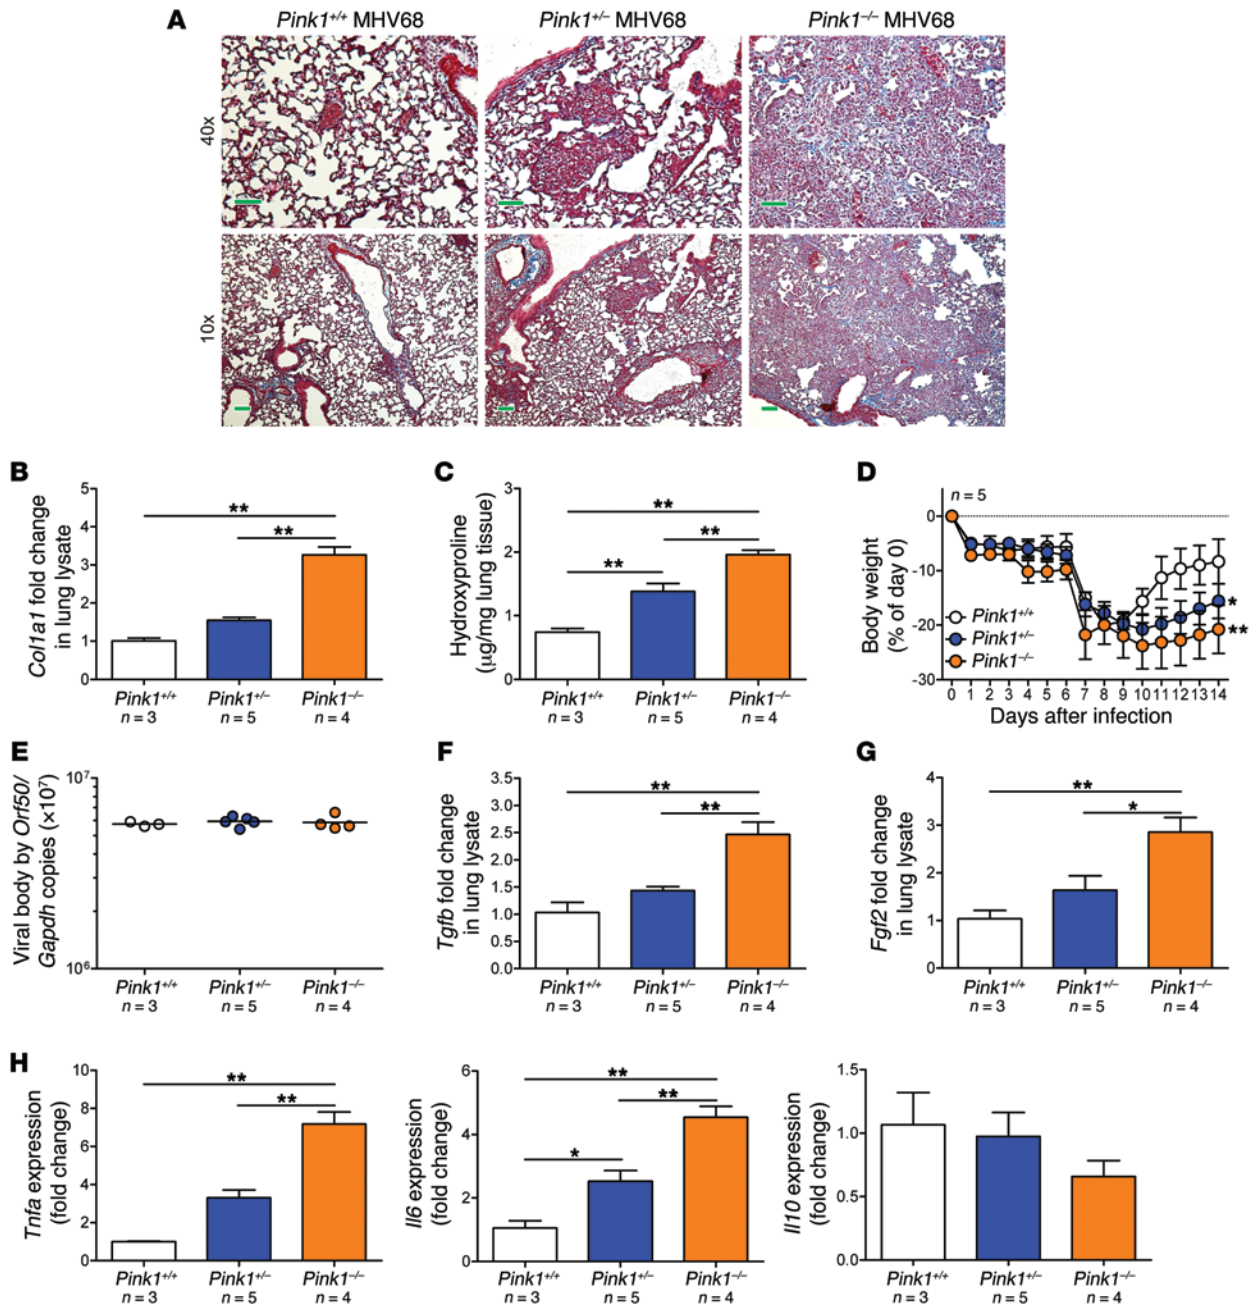 A
Pink1+/+ MHV68
Pink1+/– MHV68
Pink1–/– MHV68
40x
10x
B
Col1a1 fold change
in lung lysate
5
4
3
2
1
0
**
**
Pink1+/+
n = 3
Pink1+/–
n = 5
Pink1–/–
n = 4
C
Hydroxyproline
(µg/mg lung tissue)
3
2
1
0
**
**
**
Pink1+/+
n = 3
Pink1+/–
n = 5
Pink1–/–
n = 4
D
Body weight
(% of day 0)
n = 5
0
-10
-20
-30
Pink1+/+
Pink1+/–
Pink1–/–
*
**
0 1 2 3 4 5 6 7 8 9 10 11 12 13 14
Days after infection
E
Viral body by Orf50/
Gapdh copies (×10⁷)
10⁷
10⁶
Pink1+/+
n = 3
Pink1+/–
n = 5
Pink1–/–
n = 4
F
Tgfb fold change
in lung lysate
3.5
3.0
2.5
2.0
1.5
1.0
0.5
0.0
**
**
Pink1+/+
n = 3
Pink1+/–
n = 5
Pink1–/–
n = 4
G
Fgf2 fold change
in lung lysate
4
3
2
1
0
**
*
Pink1+/+
n = 3
Pink1+/–
n = 5
Pink1–/–
n = 4
H
Tnfa expression
(fold change)
10
8
6
4
2
0
**
**
Pink1+/+
n = 3
Pink1+/–
n = 5
Pink1–/–
n = 4
Il6 expression
(fold change)
6
4
2
0
**
**
*
Pink1+/+
n = 3
Pink1+/–
n = 5
Pink1–/–
n = 4
Il10 expression
(fold change)
1.5
1.0
0.5
0.0
Pink1+/+
n = 3
Pink1+/–
n = 5
Pink1–/–
n = 4